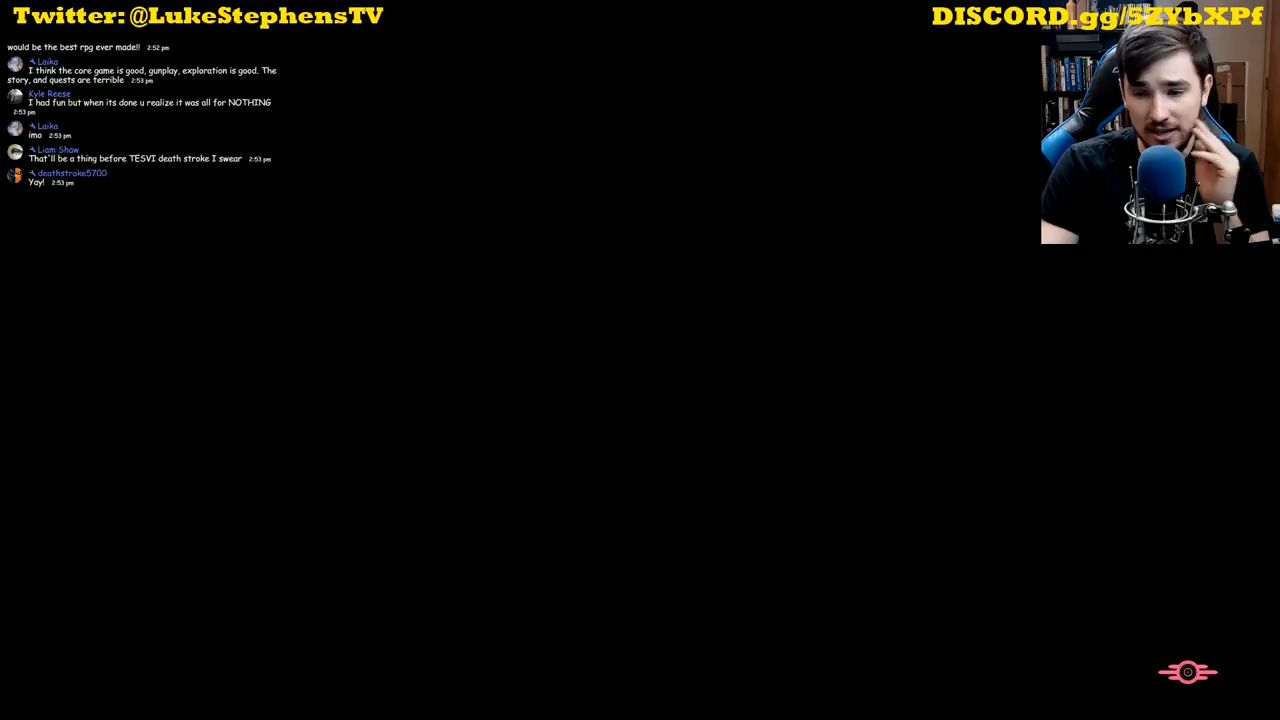 Twitter: @LukeStephensTV
DISCORD.gg/5ZYbXPf
would be the best rpg ever made!! 2:52 pm
Laika
I think the core game is good, gunplay, exploration is good. The
story, and quests are terrible 2:53 pm
Kyle Reese
I had fun but when its done u realize it was all for NOTHING
2:53 pm
Laika
imo 2:53 pm
Liam Shaw
That'll be a thing before TESVI death stroke I swear 2:53 pm
deathstroke5700
Yay! 2:53 pm